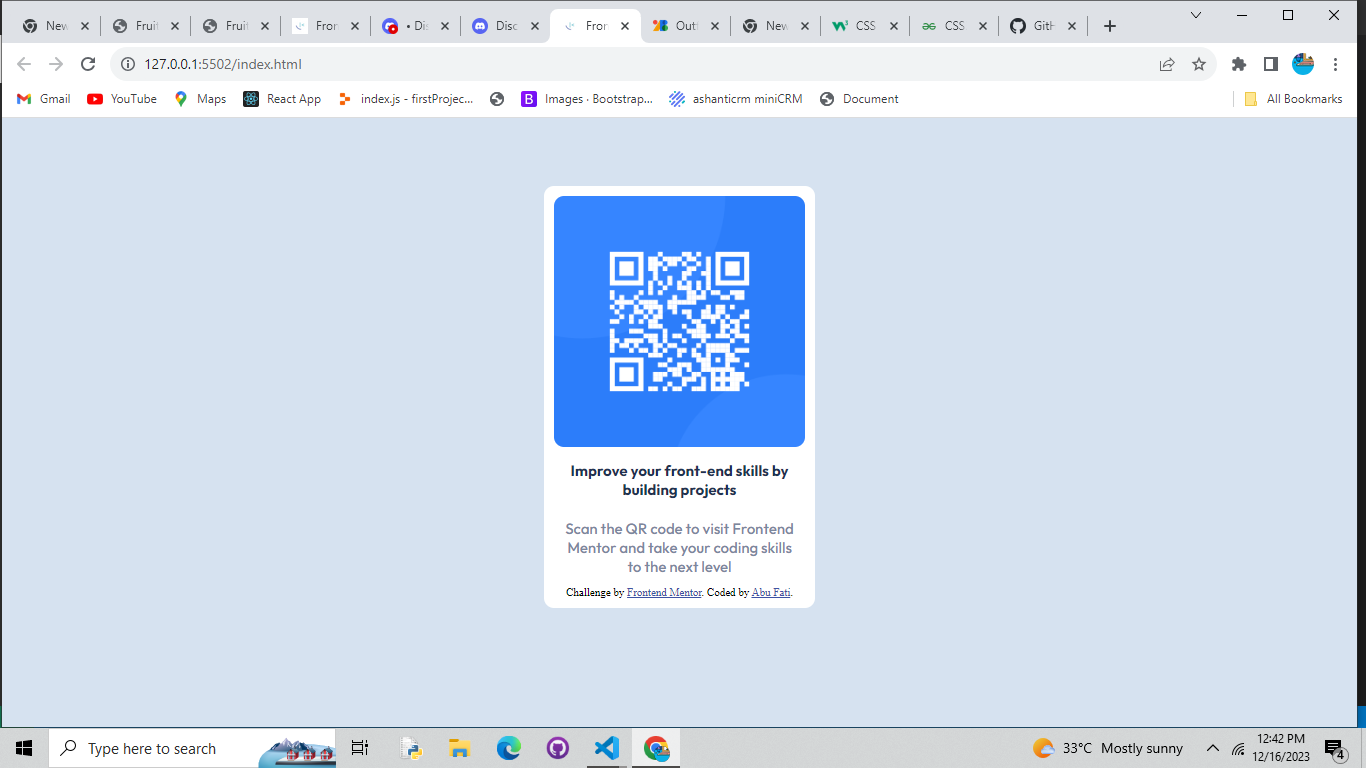 New
Fruit
Fruit
Fron
• Dis
Disc
Fron
Outf
New
CSS
CSS
GitH
127.0.0.1:5502/index.html
Gmail
YouTube
Maps
React App
index.js - firstProjec...
Images · Bootstrap...
ashanticrm miniCRM
Document
All Bookmarks
Improve your front-end skills by
building projects
Scan the QR code to visit Frontend
Mentor and take your coding skills
to the next level
Challenge by Frontend Mentor. Coded by Abu Fati.
Type here to search
33°C Mostly sunny
12:42 PM
12/16/2023
4